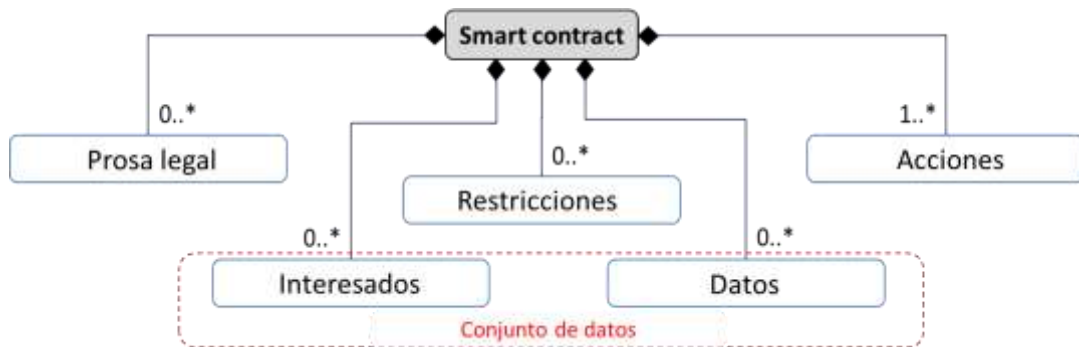 Smart contract
0..*
1..*
Prosa legal
Acciones
0..*
Restricciones
0..*
0..*
Interesados
Datos
Conjunto de datos